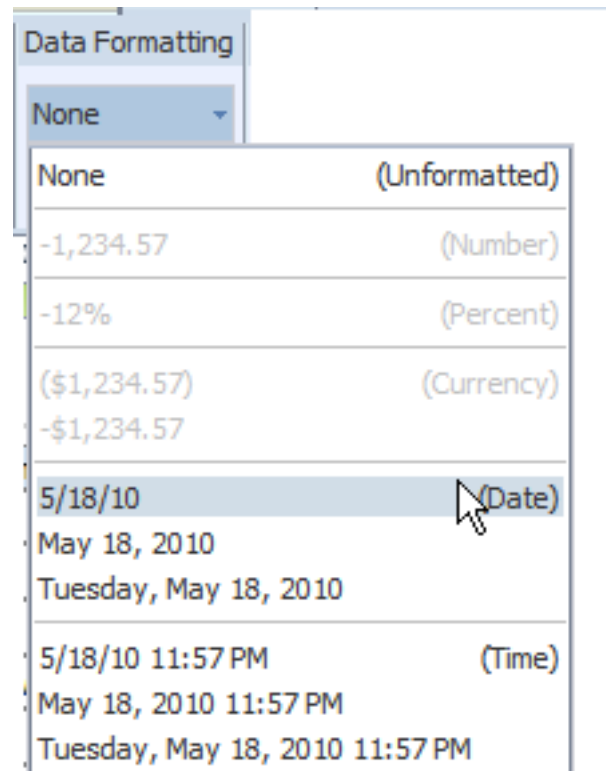 Data Formatting
None
None (Unformatted)
-1,234.57 (Number)
-12% (Percent)
($1,234.57) (Currency)
-$1,234.57
5/18/10 (Date)
May 18, 2010
Tuesday, May 18, 2010
5/18/10 11:57 PM (Time)
May 18, 2010 11:57 PM
Tuesday, May 18, 2010 11:57 PM